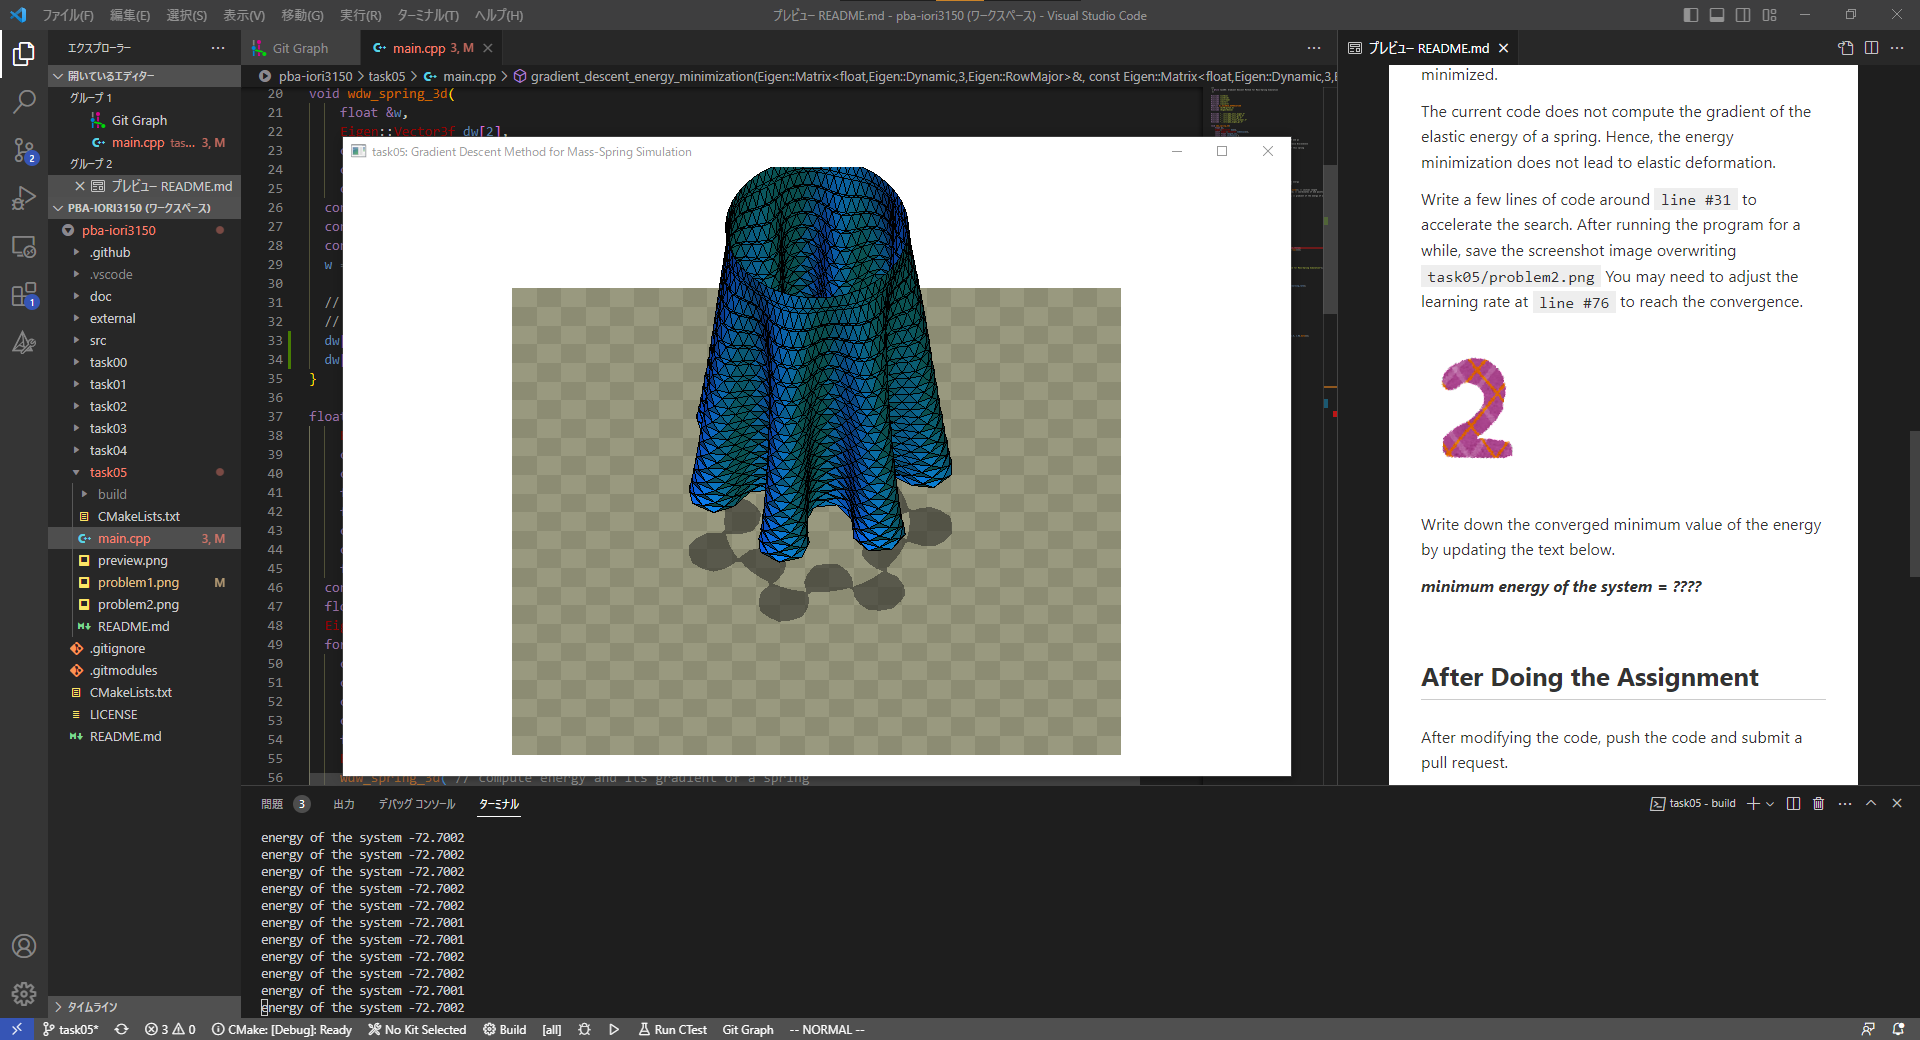 ファイル(F) 編集(E) 選択(S) 表示(V) 移動(G) 実行(R) ターミナル(T) ヘルプ(H)
プレビュー README.md - pba-iori3150 (ワークスペース) - Visual Studio Code
エクスプローラー
開いているエディター
グループ 1
Git Graph
main.cpp tas... 3, M
グループ 2
プレビュー README.md
PBA-IORI3150 (ワークスペース)
pba-iori3150
.github
.vscode
doc
external
src
task00
task01
task02
task03
task04
task05
build
CMakeLists.txt
main.cpp 3, M
preview.png
problem1.png M
problem2.png
README.md
.gitignore
.gitmodules
CMakeLists.txt
LICENSE
README.md
タイムライン
2
1
Git Graph
main.cpp 3, M
pba-iori3150 > task05 > main.cpp > gradient_descent_energy_minimization(Eigen::Matrix<float,Eigen::Dynamic,3,Eigen::RowMajor>&, const Eigen::Matrix<float,Eigen::Dynamic,3,E
20 void wdw_spring_3d(
21 float &w,
22 Eigen::Vector3f dw[2],
23
24
25
26 con
27 con
28 con
29 w
30
31 //
32 //
33 dw
34 dw
35 }
36
37 float
38
39
40
41
42
43
44
45
46 con
47 flo
48 Eig
49 for
50
51
52
53
54
55
56 wdw_spring_3d( // compute energy and its gradient of a spring
task05: Gradient Descent Method for Mass-Spring Simulation
プレビュー README.md
minimized.
The current code does not compute the gradient of the
elastic energy of a spring. Hence, the energy
minimization does not lead to elastic deformation.
Write a few lines of code around line #31 to
accelerate the search. After running the program for a
while, save the screenshot image overwriting
task05/problem2.png You may need to adjust the
learning rate at line #76 to reach the convergence.
2
Write down the converged minimum value of the energy
by updating the text below.
minimum energy of the system = ????
After Doing the Assignment
After modifying the code, push the code and submit a
pull request.
問題 3 出力 デバッグ コンソール ターミナル
task05 - build
energy of the system -72.7002
energy of the system -72.7002
energy of the system -72.7002
energy of the system -72.7002
energy of the system -72.7002
energy of the system -72.7001
energy of the system -72.7001
energy of the system -72.7002
energy of the system -72.7002
energy of the system -72.7001
energy of the system -72.7002
task05* 3 0 CMake: [Debug]: Ready No Kit Selected Build [all] Run CTest Git Graph -- NORMAL --